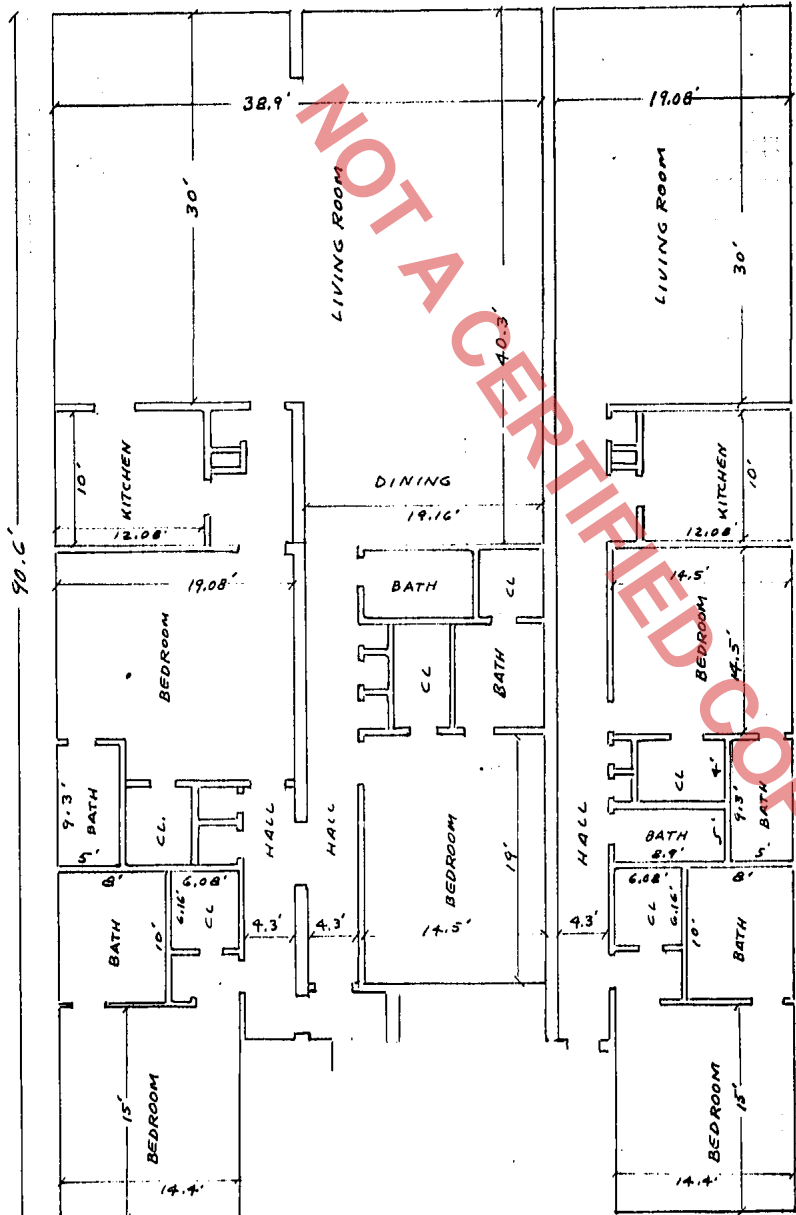 38.9'
19.08'
30'
LIVING ROOM
40.3'
LIVING ROOM
30'
NOT A CERTIFIED COP
90.6'
10'
KITCHEN
12.08'
DINING
19.16'
KITCHEN
10'
12.08'
19.08'
BEDROOM
BATH
CL
CL
BATH
14.5'
BEDROOM
14.5'
9.3'
BATH
5'
CL.
HALL
HALL
BEDROOM
19'
14.5'
HALL
CL
4'
BATH
8.9'
5'
9.3'
BATH
5'
8'
BATH
10'
6.08'
6.16'
CL
4.3'
4.3'
4.3'
6.08'
CL
6.16'
8'
10'
BATH
15'
BEDROOM
14.4'
BEDROOM
15'
14.4'